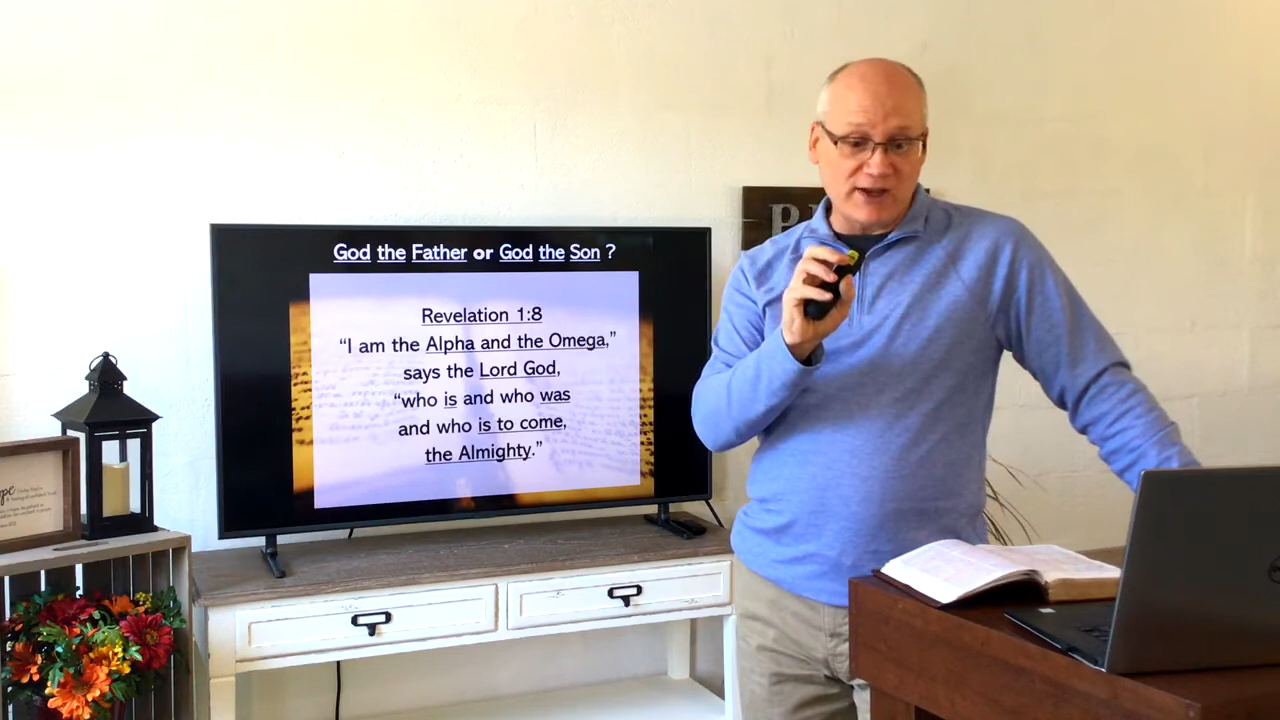 God the Father or God the Son ?
Revelation 1:8
“I am the Alpha and the Omega,”
says the Lord God,
“who is and who was
and who is to come,
the Almighty.”